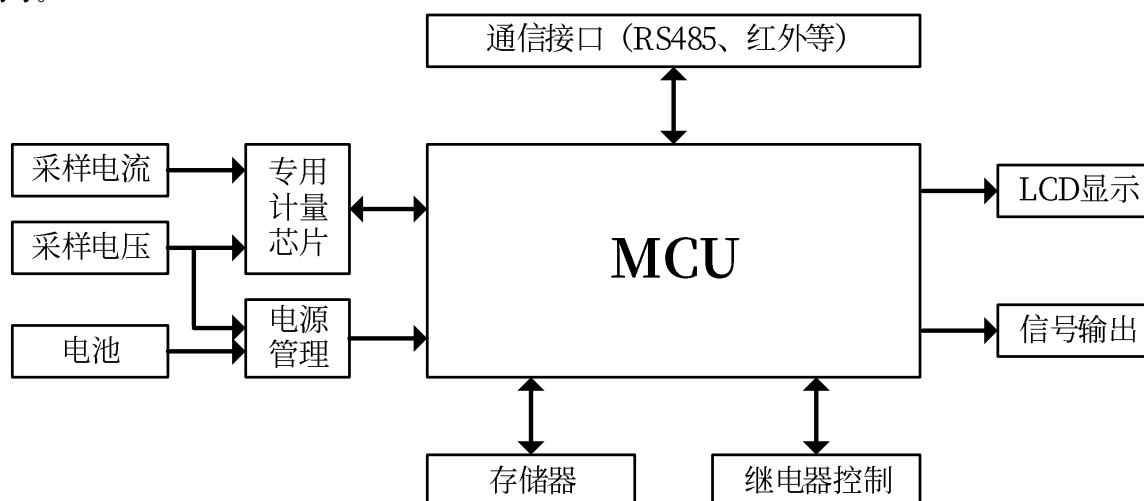 通信接口（RS485、红外等）
采样电流
专用
计量
芯片
LCD显示
采样电压
MCU
电源
管理
信号输出
电池
存储器
继电器控制